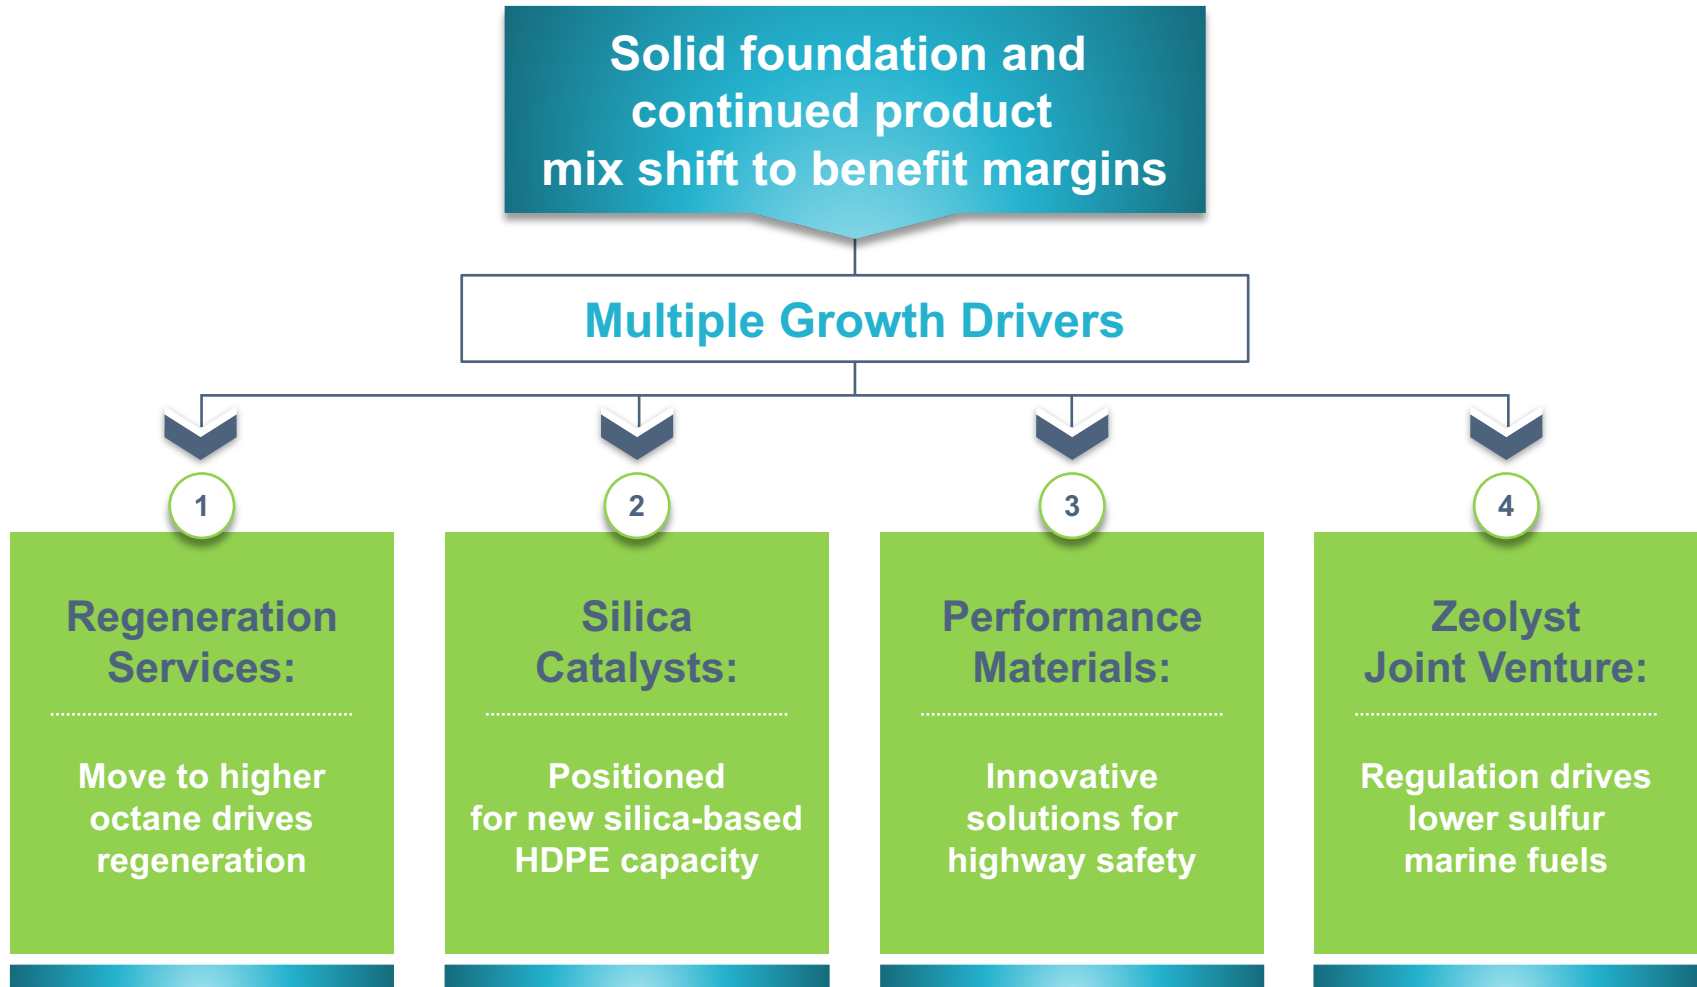 Solid foundation and
continued product
mix shift to benefit margins
Multiple Growth Drivers
1
Regeneration
Services:
Move to higher
octane drives
regeneration
2
Silica
Catalysts:
Positioned
for new silica-based
HDPE capacity
3
Performance
Materials:
Innovative
solutions for
highway safety
4
Zeolyst
Joint Venture:
Regulation drives
lower sulfur
marine fuels